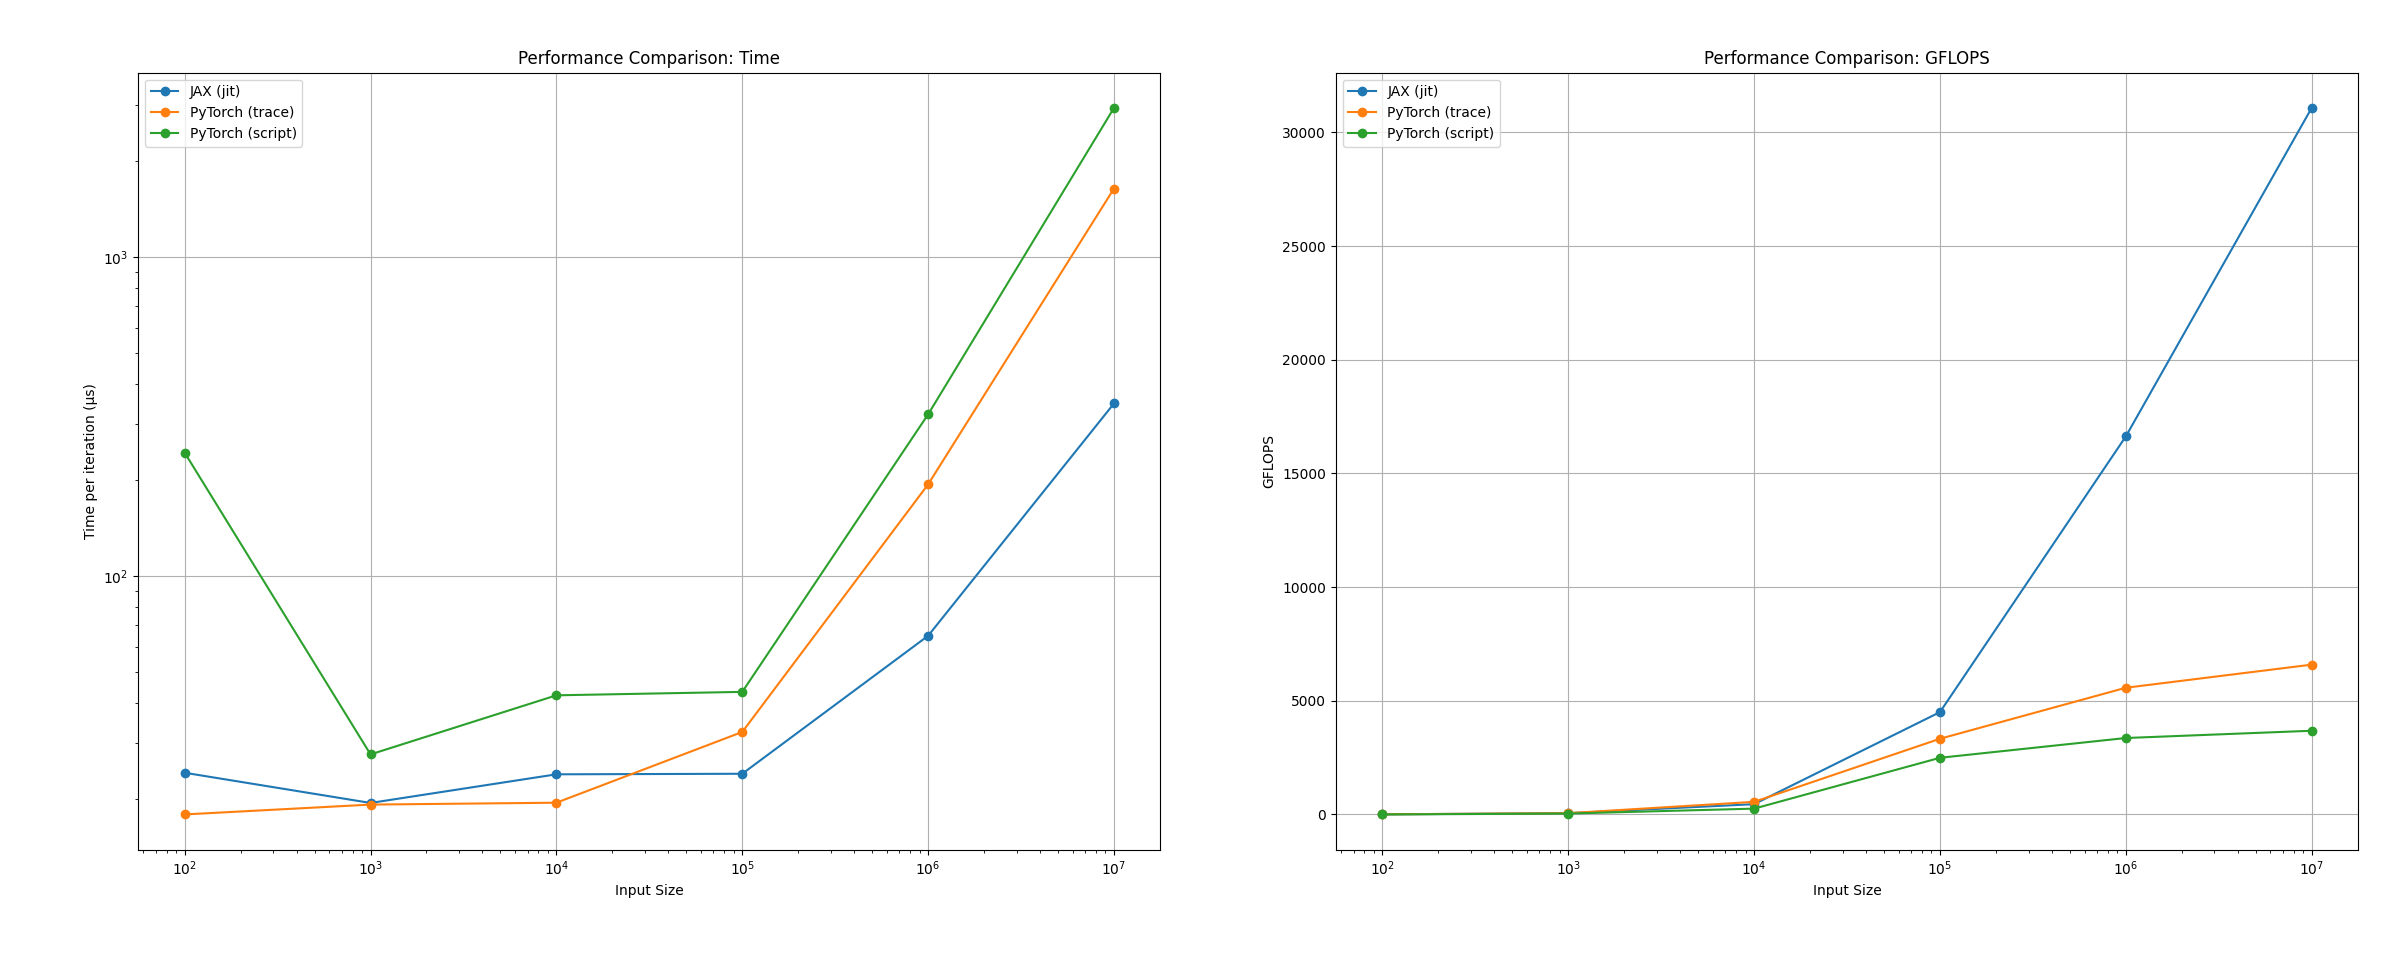 Performance Comparison: Time
JAX (jit)
PyTorch (trace)
PyTorch (script)
Time per iteration (µs)
10³
10²
10² 10³ 10⁴ 10⁵ 10⁶ 10⁷
Input Size
Performance Comparison: GFLOPS
JAX (jit)
PyTorch (trace)
PyTorch (script)
GFLOPS
30000
25000
20000
15000
10000
5000
0
10² 10³ 10⁴ 10⁵ 10⁶ 10⁷
Input Size